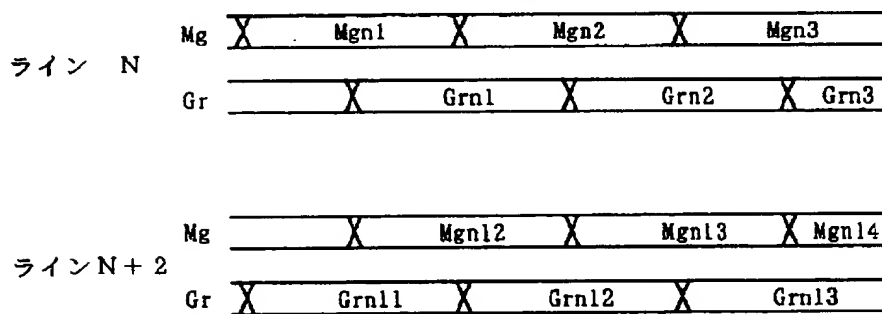 Mg Mgn1 Mgn2 Mgn3
ライン N
Gr Grn1 Grn2 Grn3
Mg Mgn12 Mgn13 Mgn14
ラインN+2
Gr Grn11 Grn12 Grn13